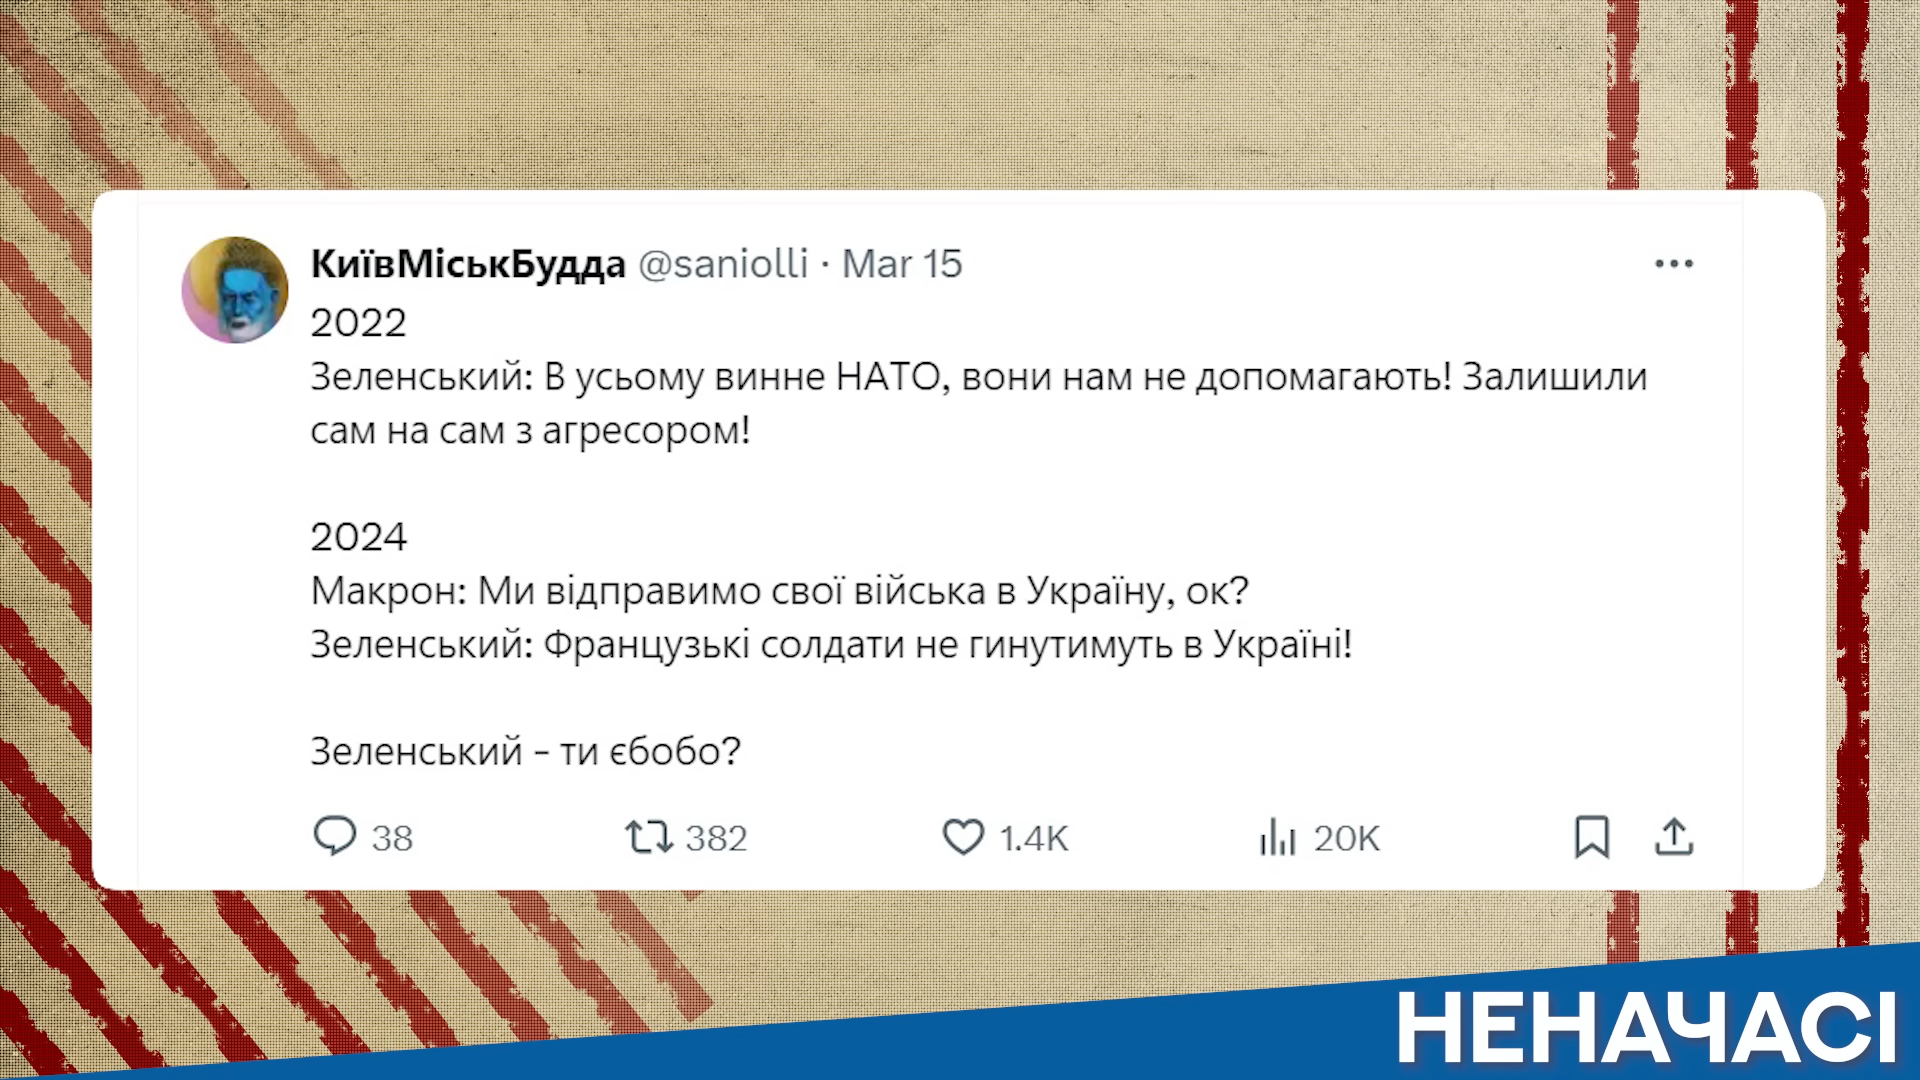 КиївМіськБудда @saniolli · Mar 15
2022
Зеленський: В усьому винне НАТО, вони нам не допомагають! Залишили
сам на сам з агресором!
2024
Макрон: Ми відправимо свої війська в Україну, ок?
Зеленський: Французькі солдати не гинутимуть в Україні!
Зеленський – ти єбобо?
38 382 1.4K 20K
НЕНАЧАСІ